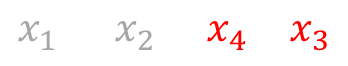 x₁ x₂ x₄ x₃